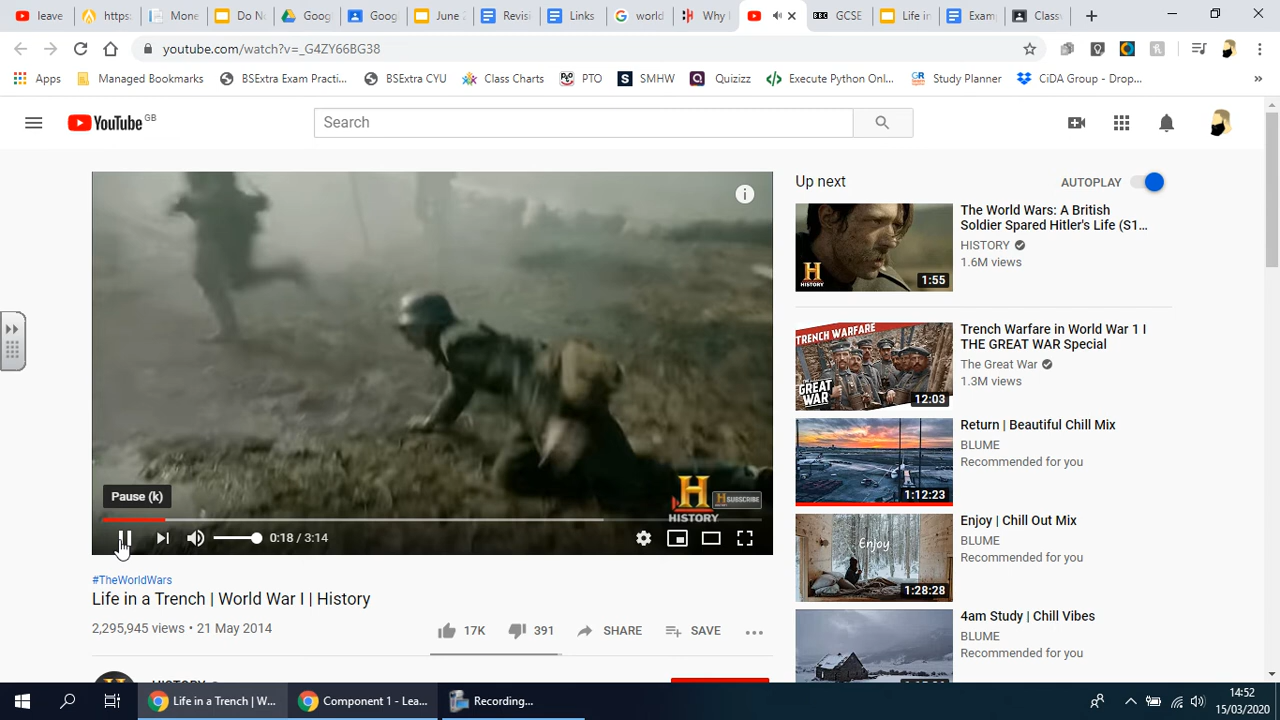 leave
https
Mone
Do N
Goog
Goog
June 2
Revisi
Links
world
Why I
GCSE
Life in
Exam
Classc
youtube.com/watch?v=_G4ZY66BG38
Apps
Managed Bookmarks
BSExtra Exam Practi...
BSExtra CYU
Class Charts
PTO
SMHW
Quizizz
Execute Python Onl...
Study Planner
CiDA Group - Drop...
»
YouTube GB
Search
Up next
AUTOPLAY
The World Wars: A British
Soldier Spared Hitler's Life (S1...
HISTORY
1.6M views
H
HISTORY
1:55
Trench Warfare in World War 1 I
THE GREAT WAR Special
The Great War
1.3M views
TRENCH WARFARE
THE
GREAT
WAR
12:03
Return | Beautiful Chill Mix
BLUME
Recommended for you
1:12:23
Enjoy | Chill Out Mix
BLUME
Recommended for you
Enjoy
1:28:28
4am Study | Chill Vibes
BLUME
Recommended for you
Pause (k)
H
HISTORY
H SUBSCRIBE
0:18 / 3:14
#TheWorldWars
Life in a Trench | World War I | History
2,295,945 views • 21 May 2014
17K
391
SHARE
SAVE
Life in a Trench | W...
Component 1 - Lea...
Recording...
14:52
15/03/2020